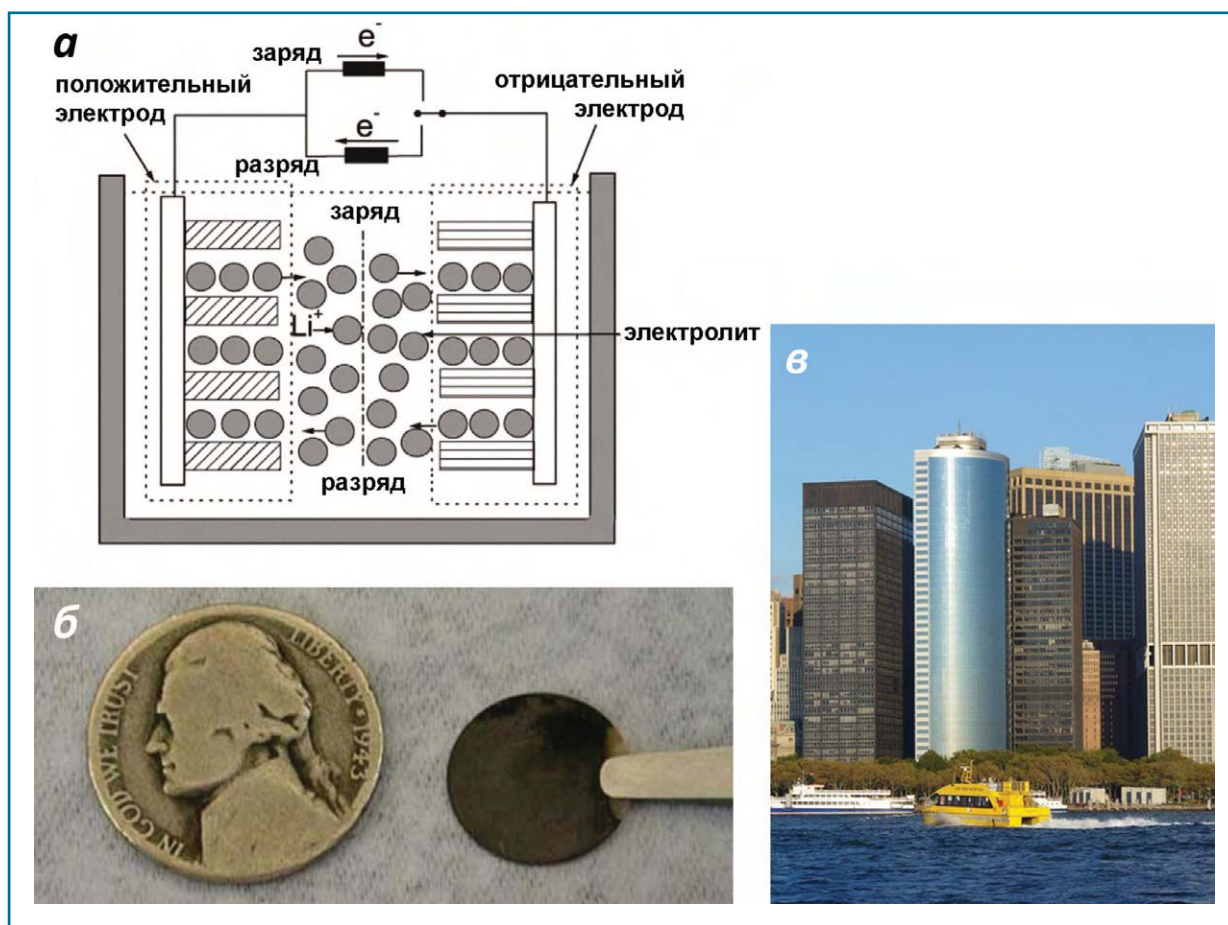 а
e-
заряд
положительный
электрод
отрицательный
электрод
e-
разряд
заряд
Li+
электролит
разряд
б
IN GOD WE TRUST
LIBERTY 1943
в